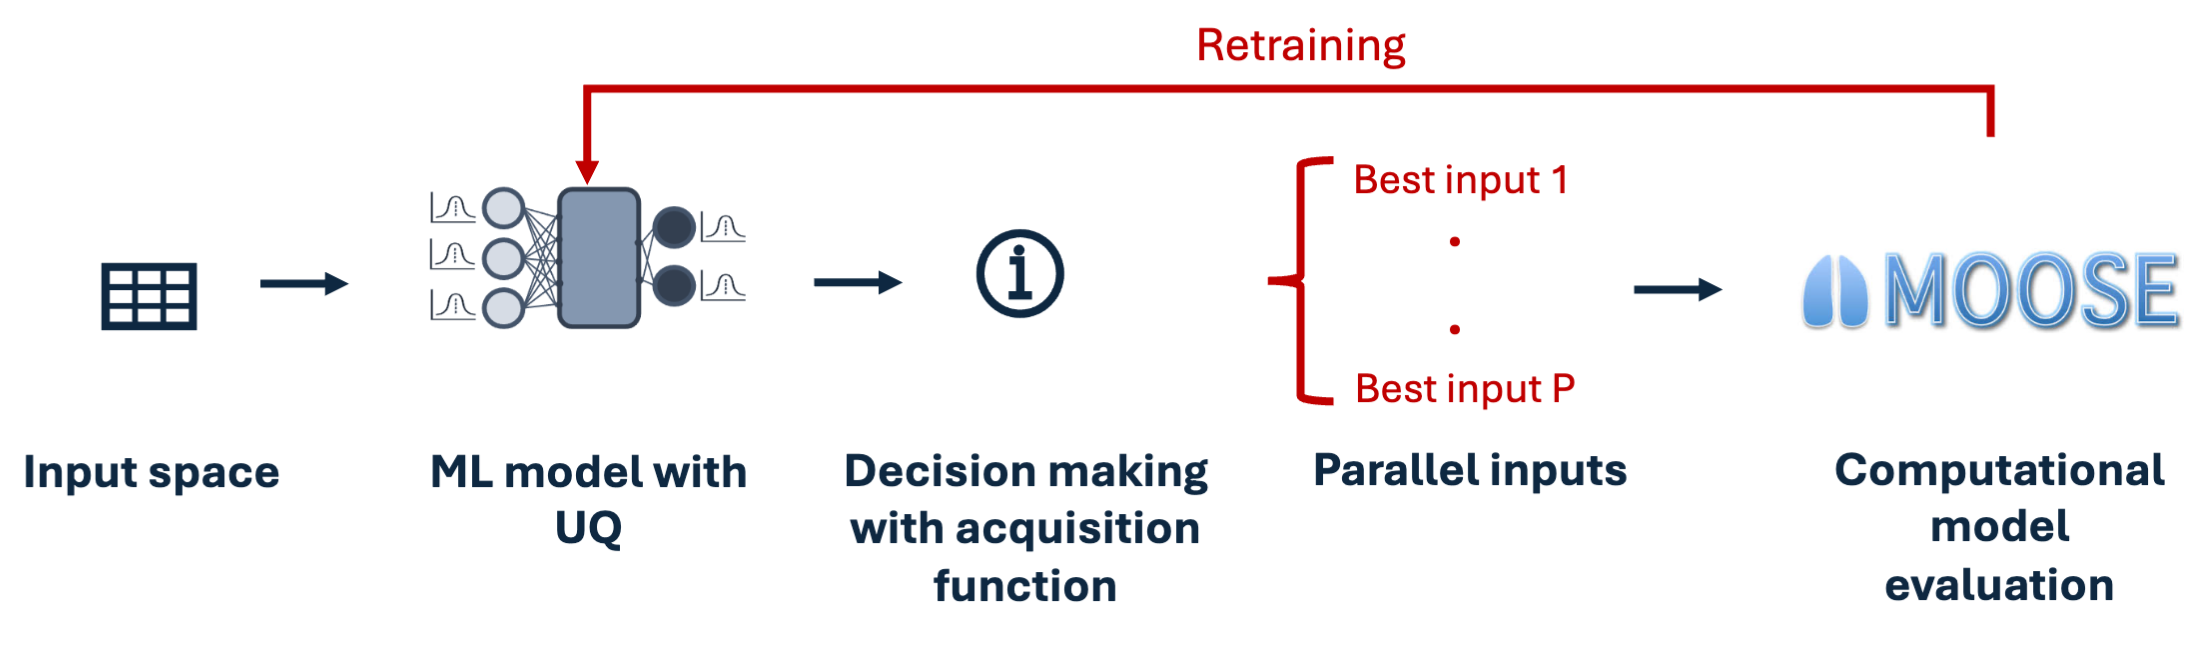 Retraining
Best input 1
Best input P
MOOSE
Input space
ML model with
UQ
Decision making
with acquisition
function
Parallel inputs
Computational
model
evaluation